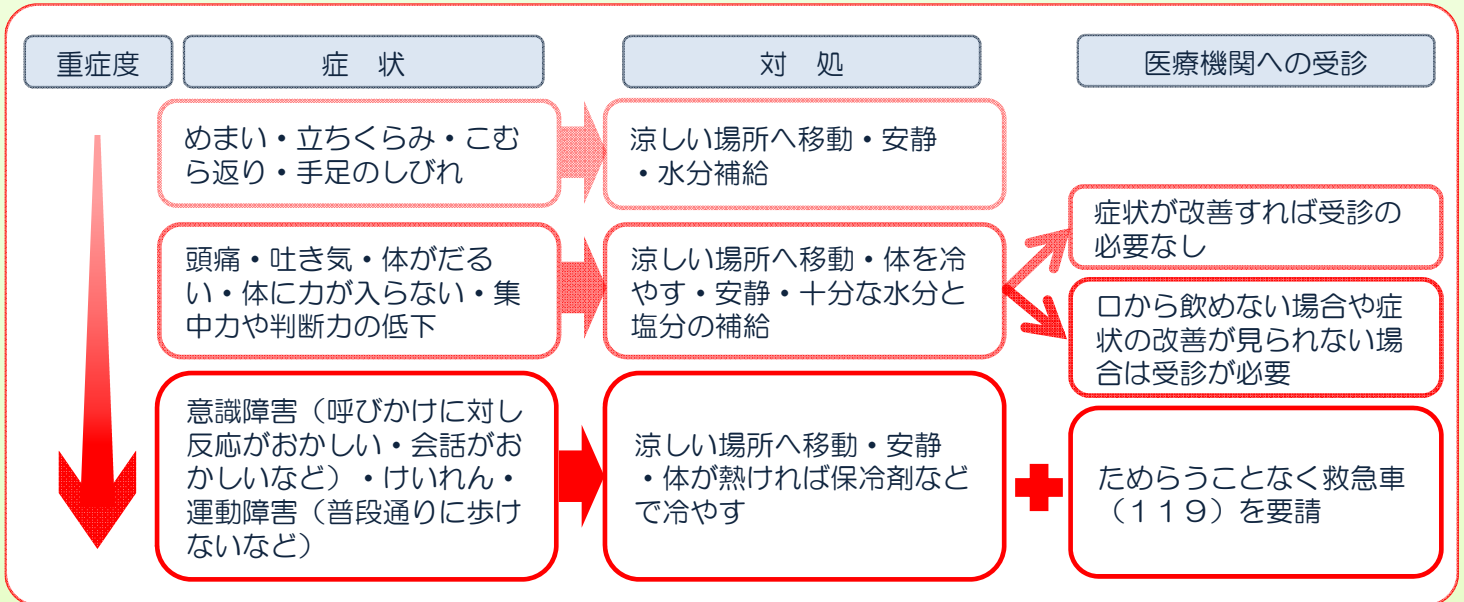 重症度
症 状
対 処
医療機関への受診
めまい・立ちくらみ・こむ
ら返り・手足のしびれ
涼しい場所へ移動・安静
・水分補給
頭痛・吐き気・体がだる
い・体に力が入らない・集
中力や判断力の低下
涼しい場所へ移動・体を冷
やす・安静・十分な水分と
塩分の補給
症状が改善すれば受診の
必要なし
口から飲めない場合や症
状の改善が見られない場
合は受診が必要
意識障害（呼びかけに対し
反応がおかしい・会話がお
かしいなど）・けいれん・
運動障害（普段通りに歩け
ないなど）
涼しい場所へ移動・安静
・体が熱ければ保冷剤など
で冷やす
ためらうことなく救急車
（１１９）を要請